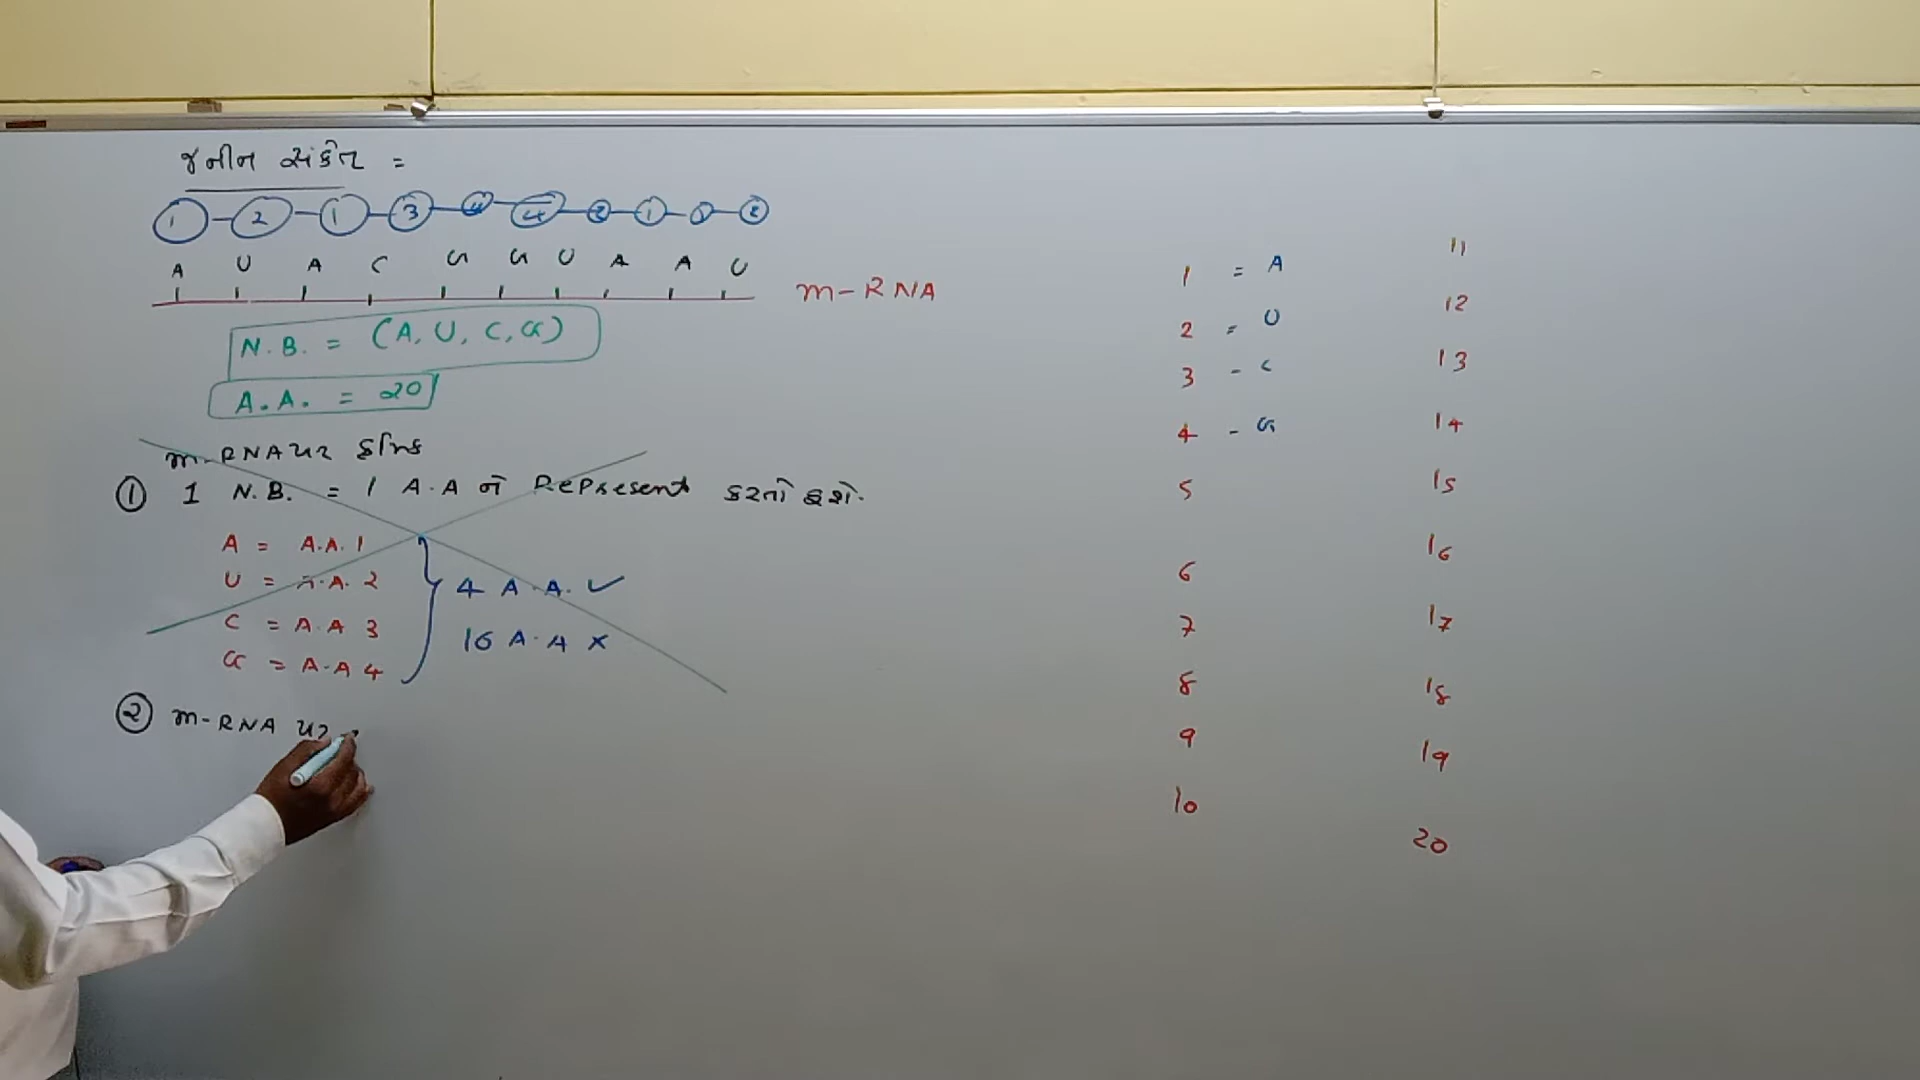 જનીન સંકેત =
1 2 1 3 4 4 2 1 1 2
A U A C G G U A A U
m-RNA
N.B. = (A, U, C, G)
A.A. = 20
m-RNA પર કોઈક
① 1 N.B. = 1 A.A ને Represent કરતો હશે.
A = A.A. 1
U = A.A. 2
C = A.A 3
G = A.A 4
4 A.A. ✓
16 A.A ×
② m-RNA પર
1 = A
2 = U
3 - C
4 - G
5
6
7
8
9
10
11
12
13
14
15
16
17
18
19
20